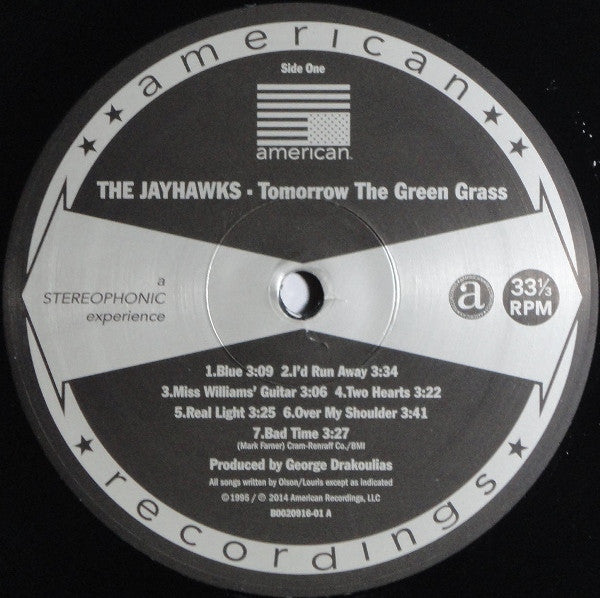 american
Side One
american
THE JAYHAWKS - Tomorrow The Green Grass
a
STEREOPHONIC
experience
a
33⅓
RPM
1.Blue 3:09 2.I'd Run Away 3:34
3.Miss Williams' Guitar 3:06 4.Two Hearts 3:22
5.Real Light 3:25 6.Over My Shoulder 3:41
7.Bad Time 3:27
(Mark Farner) Cram-Renraff Co./BMI
Produced by George Drakoulias
All songs written by Olson/Louris except as indicated
© 1995 / ℗ 2014 American Recordings, LLC
B0020916-01 A
recordings